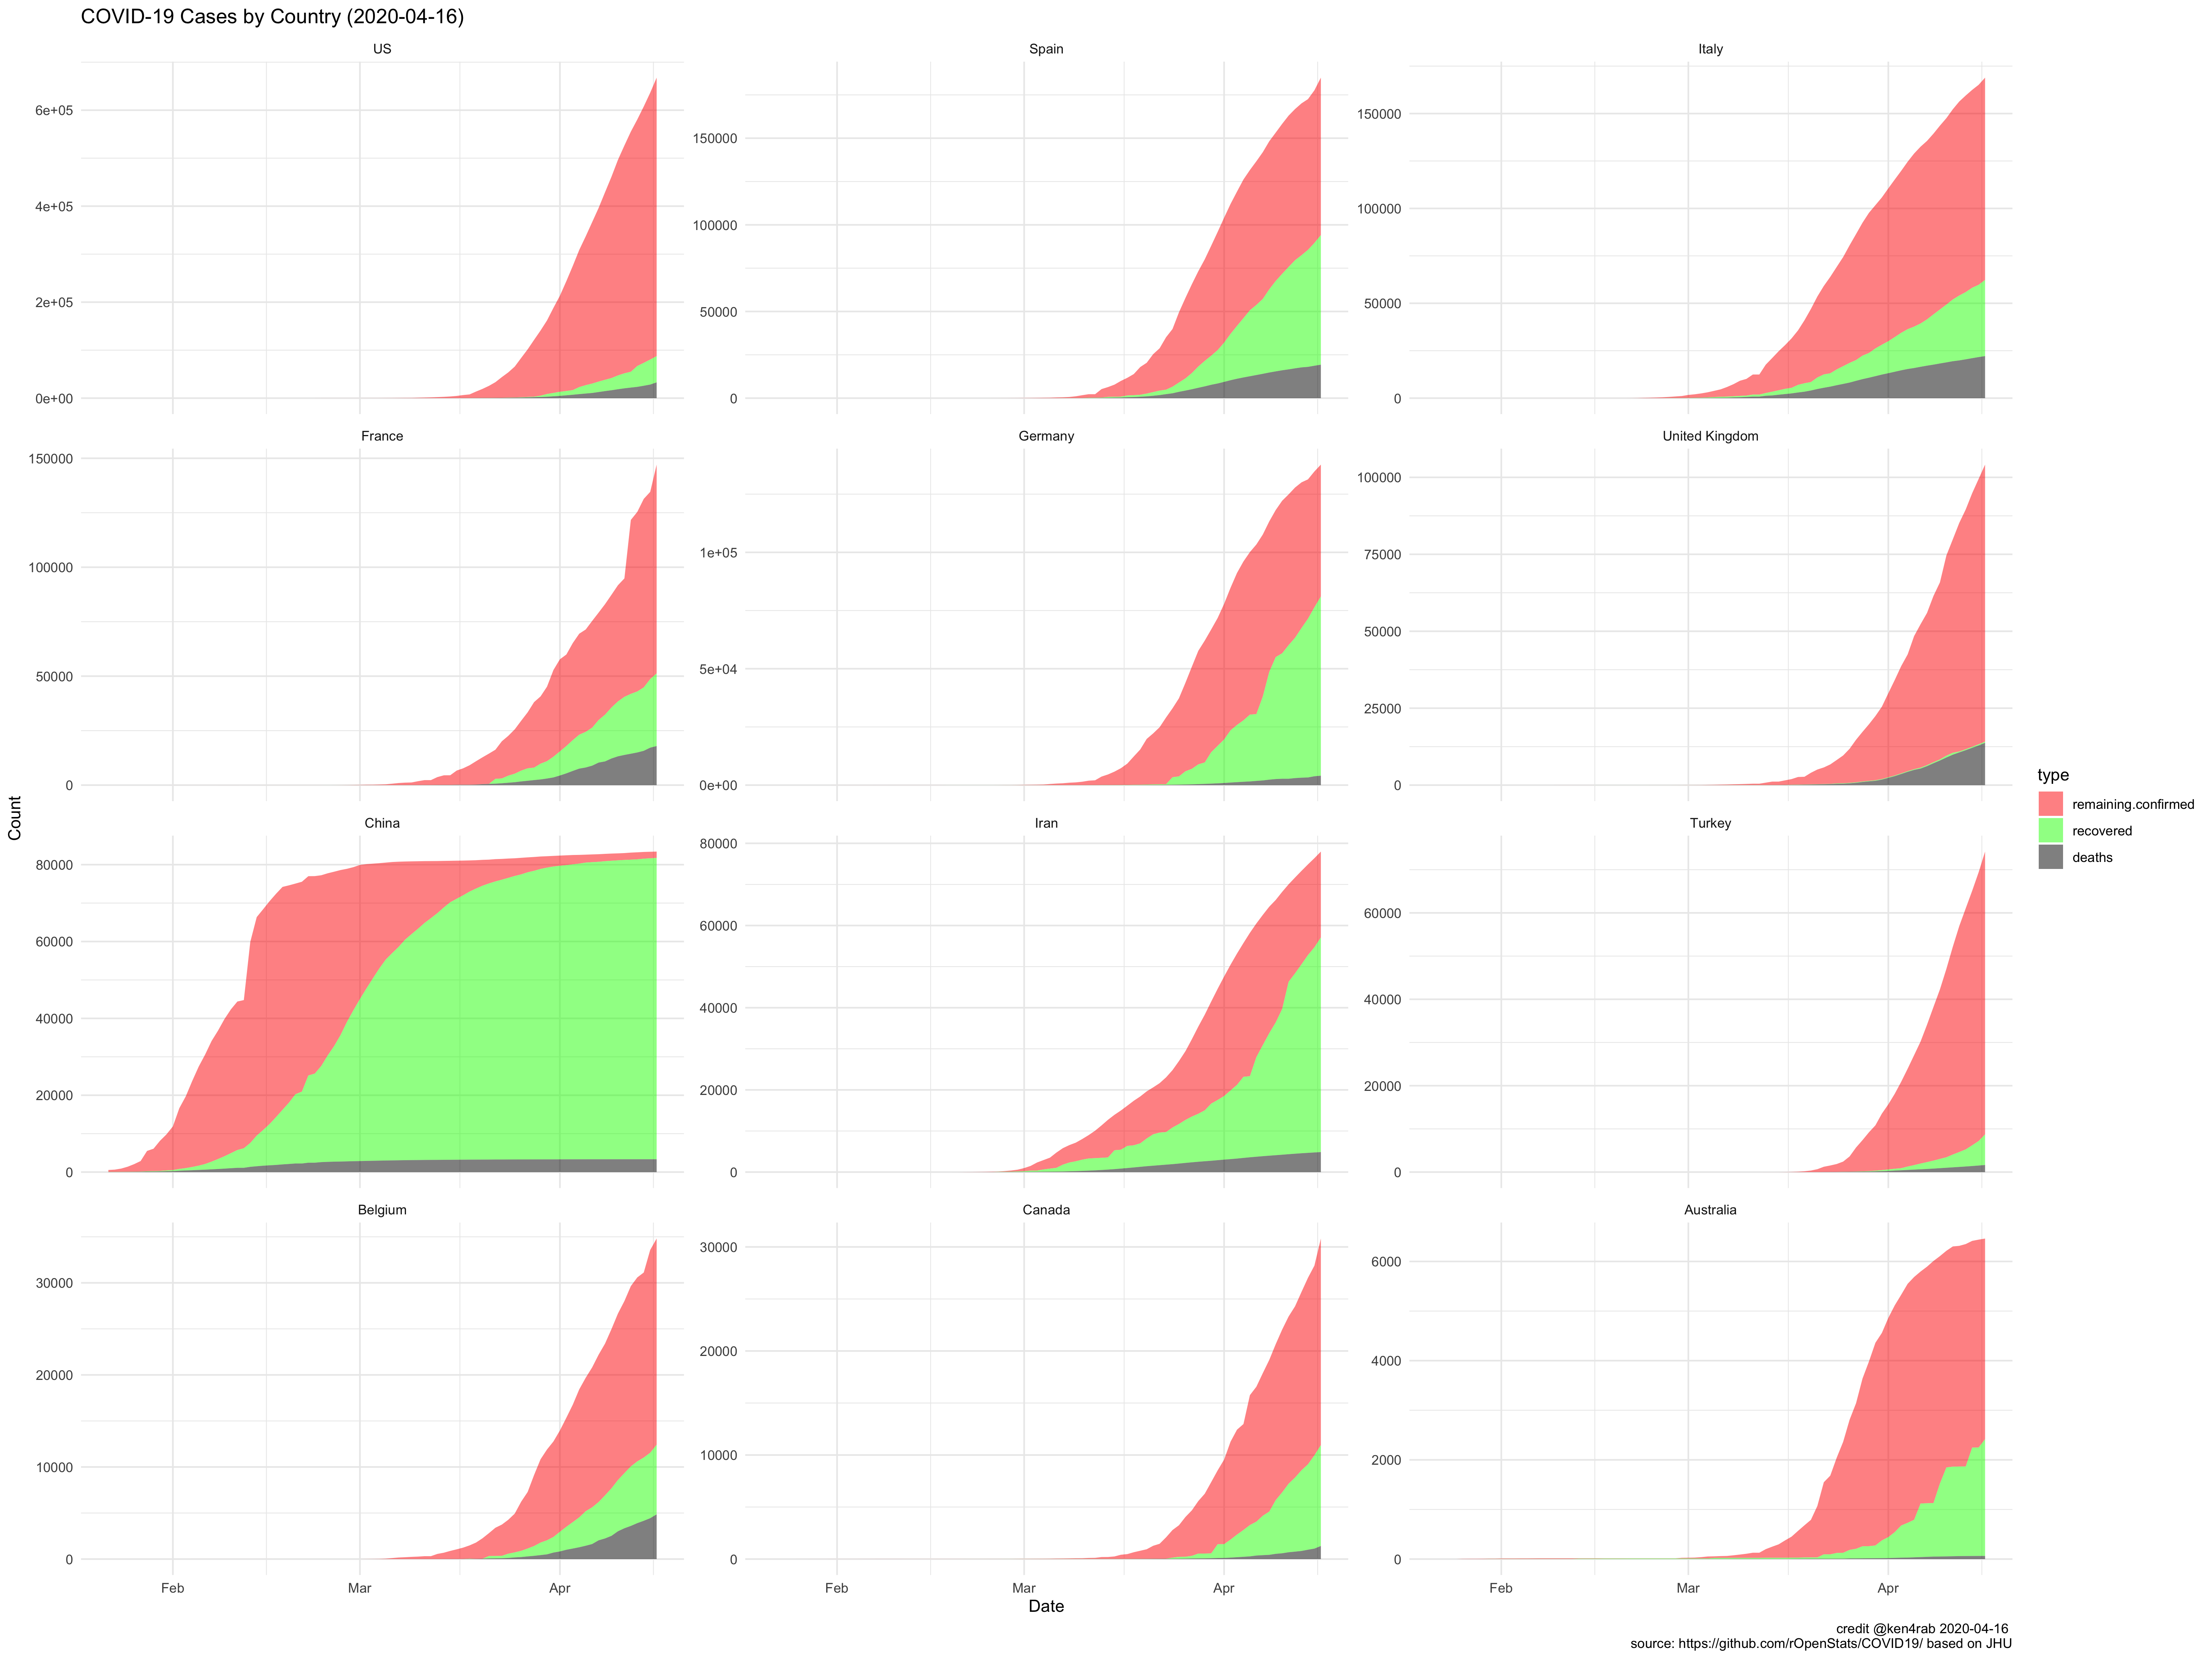 COVID-19 Cases by Country (2020-04-16)
US
Spain
Italy
6e+05
4e+05
2e+05
0e+00
150000
100000
50000
0
150000
100000
50000
0
France
Germany
United Kingdom
150000
100000
50000
0
1e+05
5e+04
0e+00
100000
75000
50000
25000
0
Count
China
Iran
Turkey
80000
60000
40000
20000
0
80000
60000
40000
20000
0
60000
40000
20000
0
Belgium
Canada
Australia
30000
20000
10000
0
30000
20000
10000
0
6000
4000
2000
0
Feb Mar Apr
Feb Mar Apr
Feb Mar Apr
Date
type
remaining.confirmed
recovered
deaths
credit @ken4rab 2020-04-16
source: https://github.com/rOpenStats/COVID19/ based on JHU